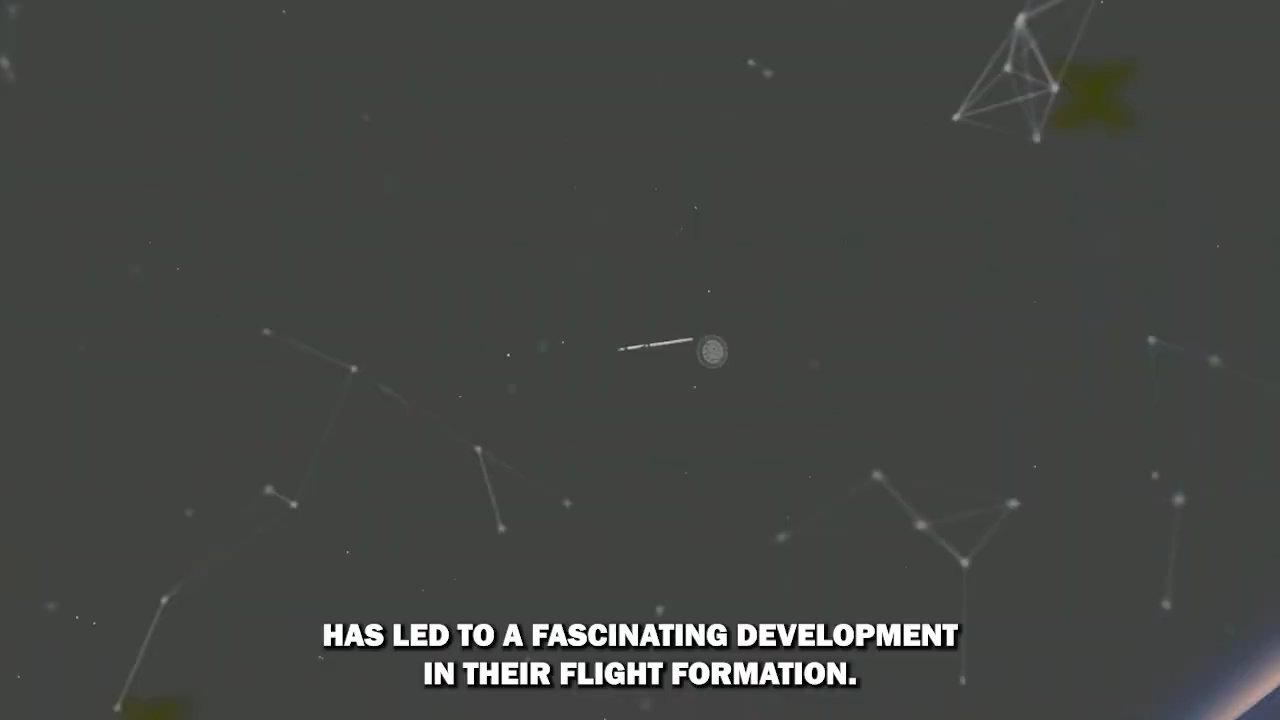 HAS LED TO A FASCINATING DEVELOPMENT
IN THEIR FLIGHT FORMATION.